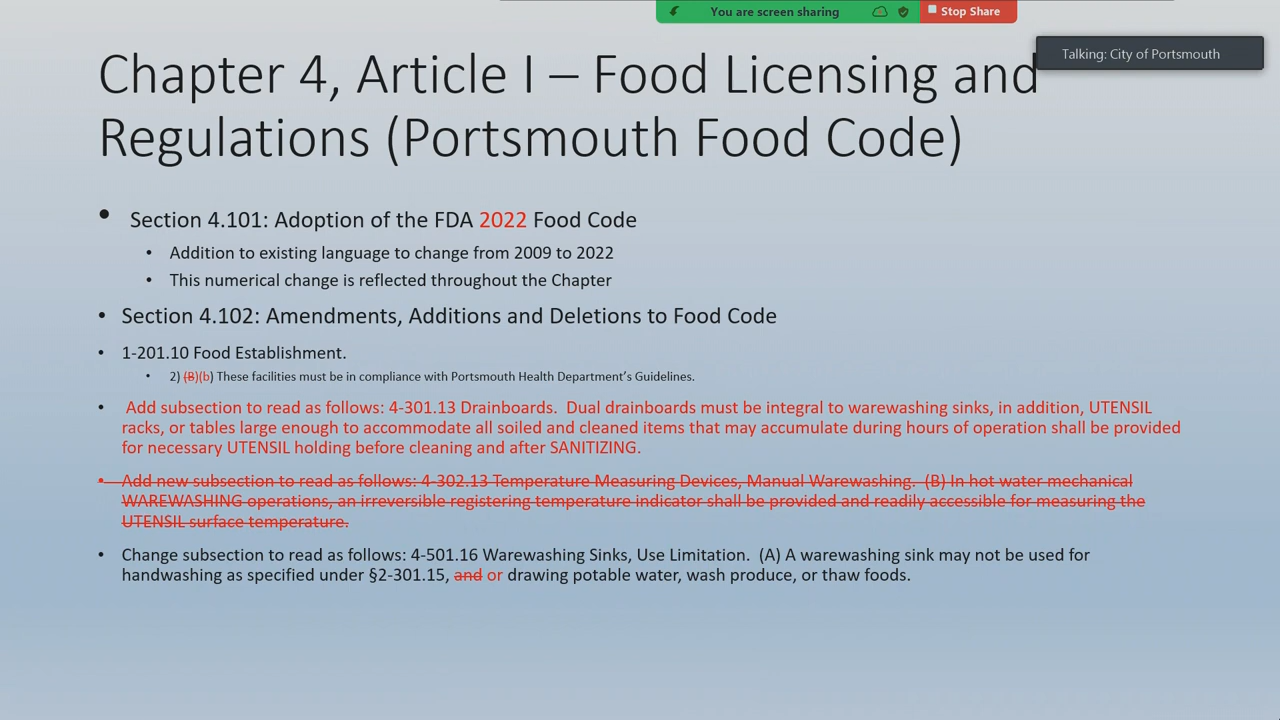 You are screen sharing
Stop Share
Talking: City of Portsmouth
Chapter 4, Article I – Food Licensing and
Regulations (Portsmouth Food Code)
• Section 4.101: Adoption of the FDA 2022 Food Code
• Addition to existing language to change from 2009 to 2022
• This numerical change is reflected throughout the Chapter
• Section 4.102: Amendments, Additions and Deletions to Food Code
• 1-201.10 Food Establishment.
• 2) (B)(b) These facilities must be in compliance with Portsmouth Health Department's Guidelines.
• Add subsection to read as follows: 4-301.13 Drainboards. Dual drainboards must be integral to warewashing sinks, in addition, UTENSIL
racks, or tables large enough to accommodate all soiled and cleaned items that may accumulate during hours of operation shall be provided
for necessary UTENSIL holding before cleaning and after SANITIZING.
• Add new subsection to read as follows: 4-302.13 Temperature Measuring Devices, Manual Warewashing. (B) In hot water mechanical
WAREWASHING operations, an irreversible registering temperature indicator shall be provided and readily accessible for measuring the
UTENSIL surface temperature.
• Change subsection to read as follows: 4-501.16 Warewashing Sinks, Use Limitation. (A) A warewashing sink may not be used for
handwashing as specified under §2-301.15, and or drawing potable water, wash produce, or thaw foods.